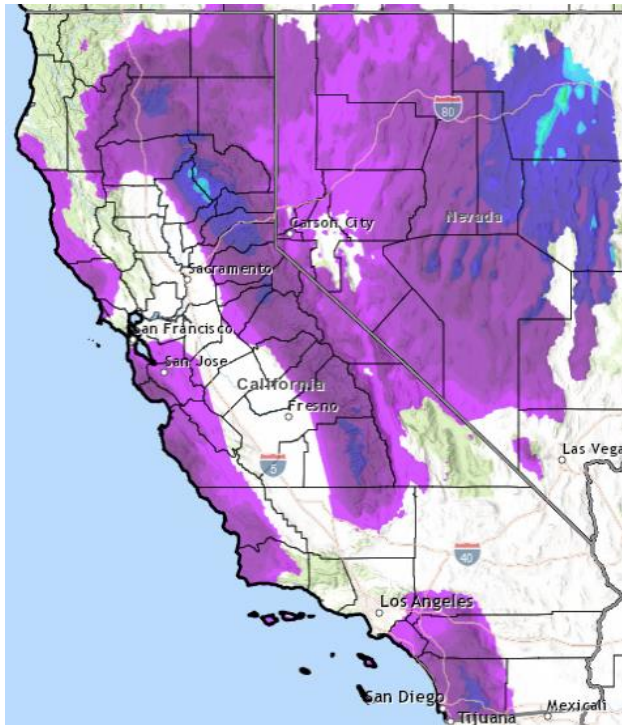 80
Nevada
Carson City
Sacramento
San Francisco
San Jose
California
Fresno
5
Las Vega
40
Los Angeles
San Diego
Tijuana
Mexicali